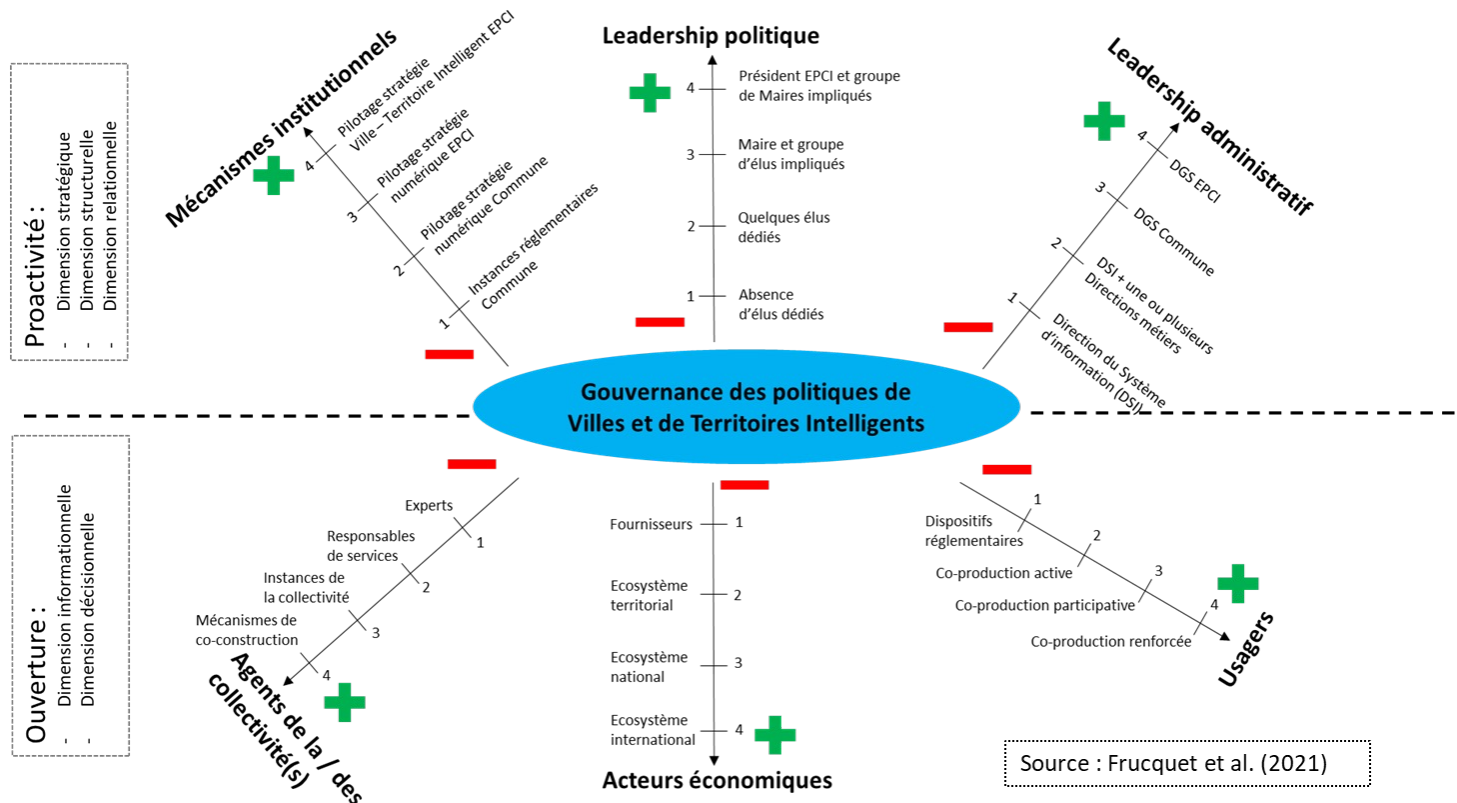 Proactivité :
- Dimension stratégique
- Dimension structurelle
- Dimension relationnelle
Mécanismes institutionnels
4
Pilotage stratégie
Ville – Territoire Intelligent EPCI
3
Pilotage stratégie
numérique EPCI
2
Pilotage stratégie
numérique Commune
1
Instances réglementaires
Commune
Leadership politique
4
Président EPCI et groupe
de Maires impliqués
3
Maire et groupe
d'élus impliqués
2
Quelques élus
dédiés
1
Absence
d'élus dédiés
Leadership administratif
4
DGS EPCI
3
DGS Commune
2
DSI + une ou plusieurs
Directions métiers
1
Direction du Système
d'information (DSI)
Gouvernance des politiques de
Villes et de Territoires Intelligents
Ouverture :
- Dimension informationnelle
- Dimension décisionnelle
Experts
1
Responsables
de services
2
Instances de
la collectivité
3
Mécanismes de
co-construction
4
Agents de la / des
collectivité(s)
Fournisseurs
1
Ecosystème
territorial
2
Ecosystème
national
3
Ecosystème
international
4
Acteurs économiques
1
Dispositifs
réglementaires
2
Co-production active
3
Co-production participative
4
Co-production renforcée
Usagers
Source : Frucquet et al. (2021)